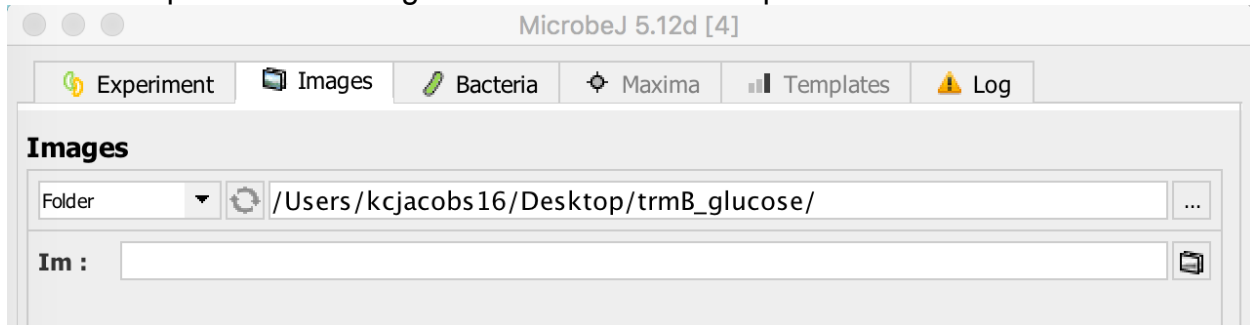 MicrobeJ 5.12d [4]
Experiment Images Bacteria Maxima Templates Log
Images
Folder /Users/kcjacobs16/Desktop/trmB_glucose/ ...
Im :